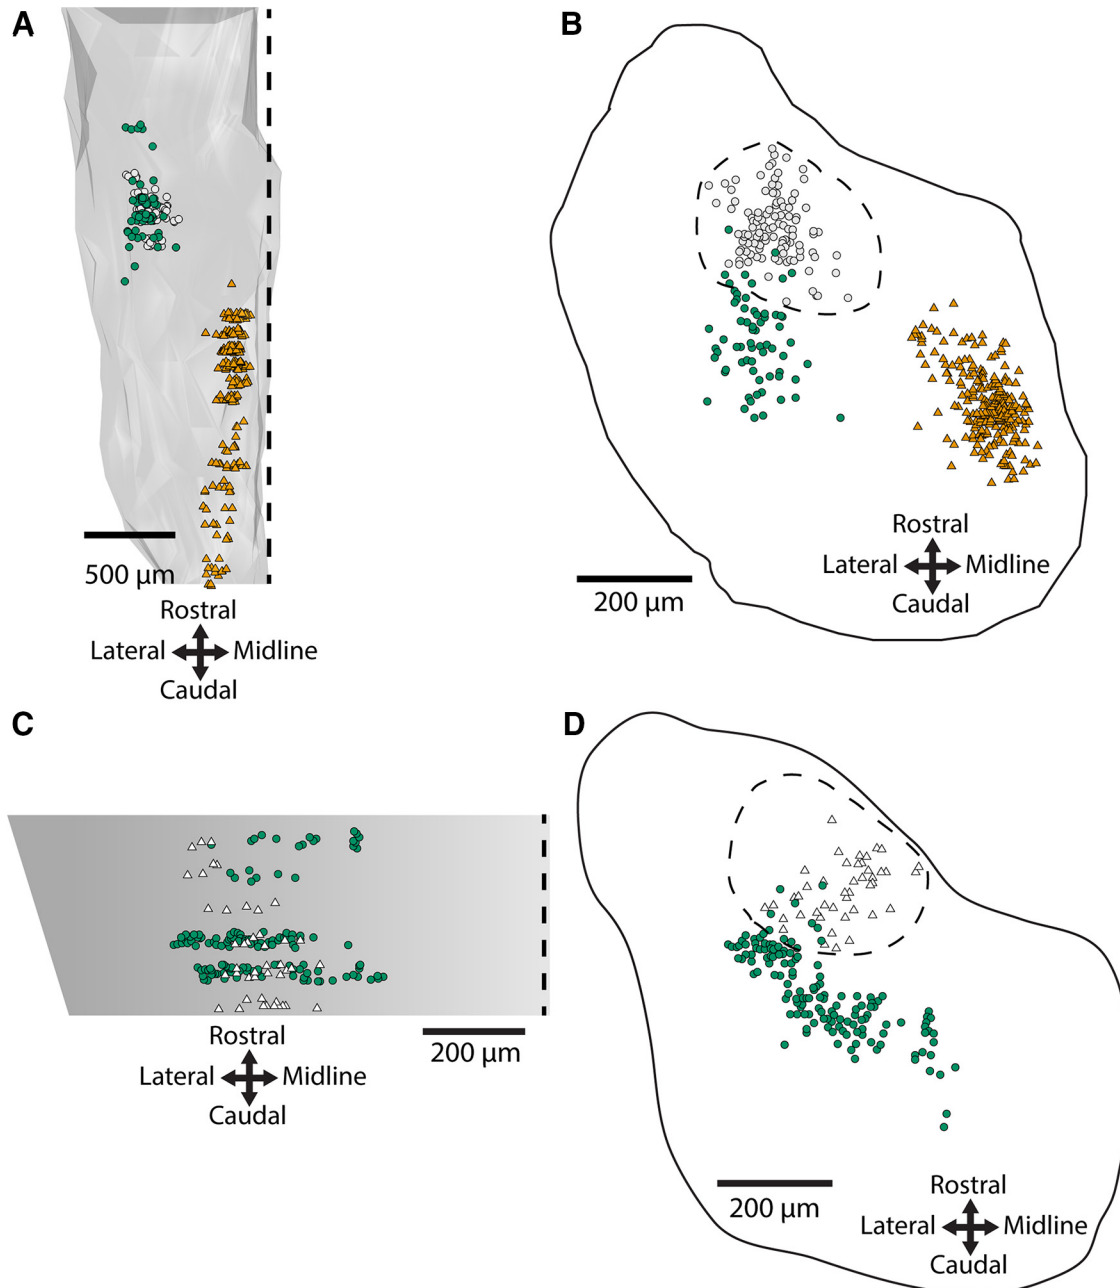 A
500 µm
Rostral
Lateral Midline
Caudal
B
Rostral
Lateral Midline
Caudal
200 µm
C
Rostral
Lateral Midline
Caudal
200 µm
D
200 µm
Rostral
Lateral Midline
Caudal